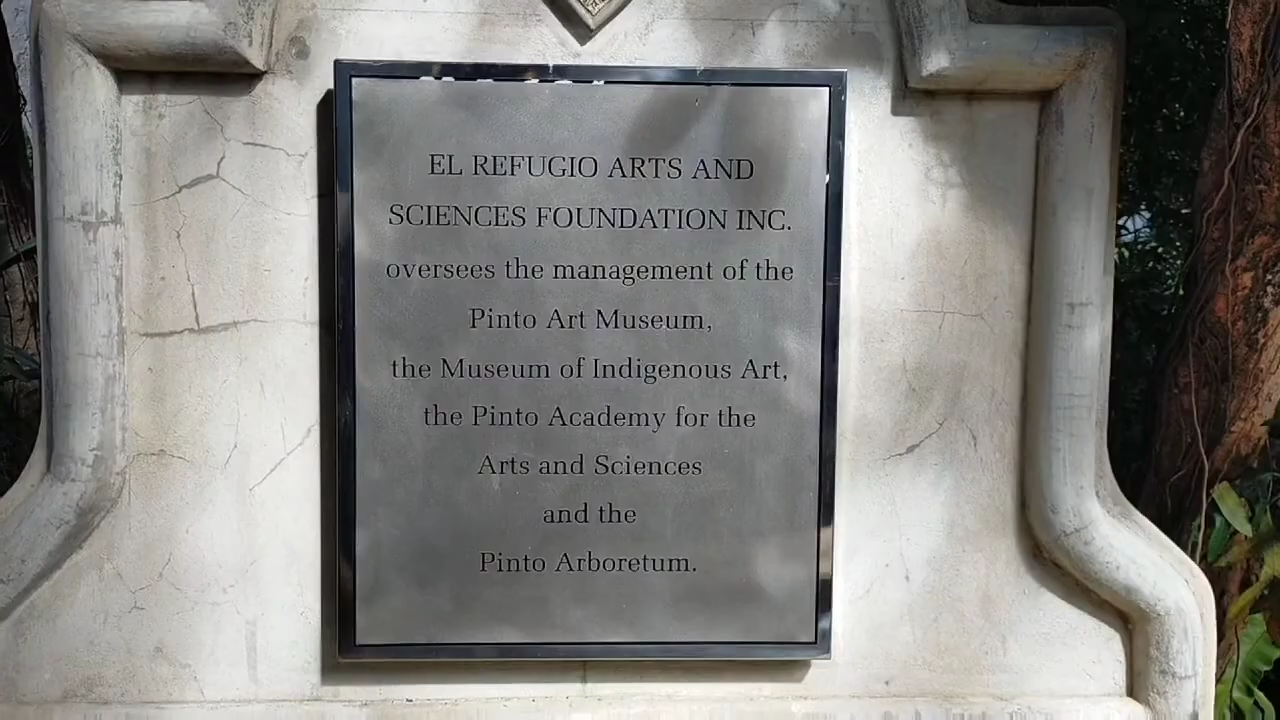 EL REFUGIO ARTS AND
SCIENCES FOUNDATION INC.
oversees the management of the
Pinto Art Museum,
the Museum of Indigenous Art,
the Pinto Academy for the
Arts and Sciences
and the
Pinto Arboretum.